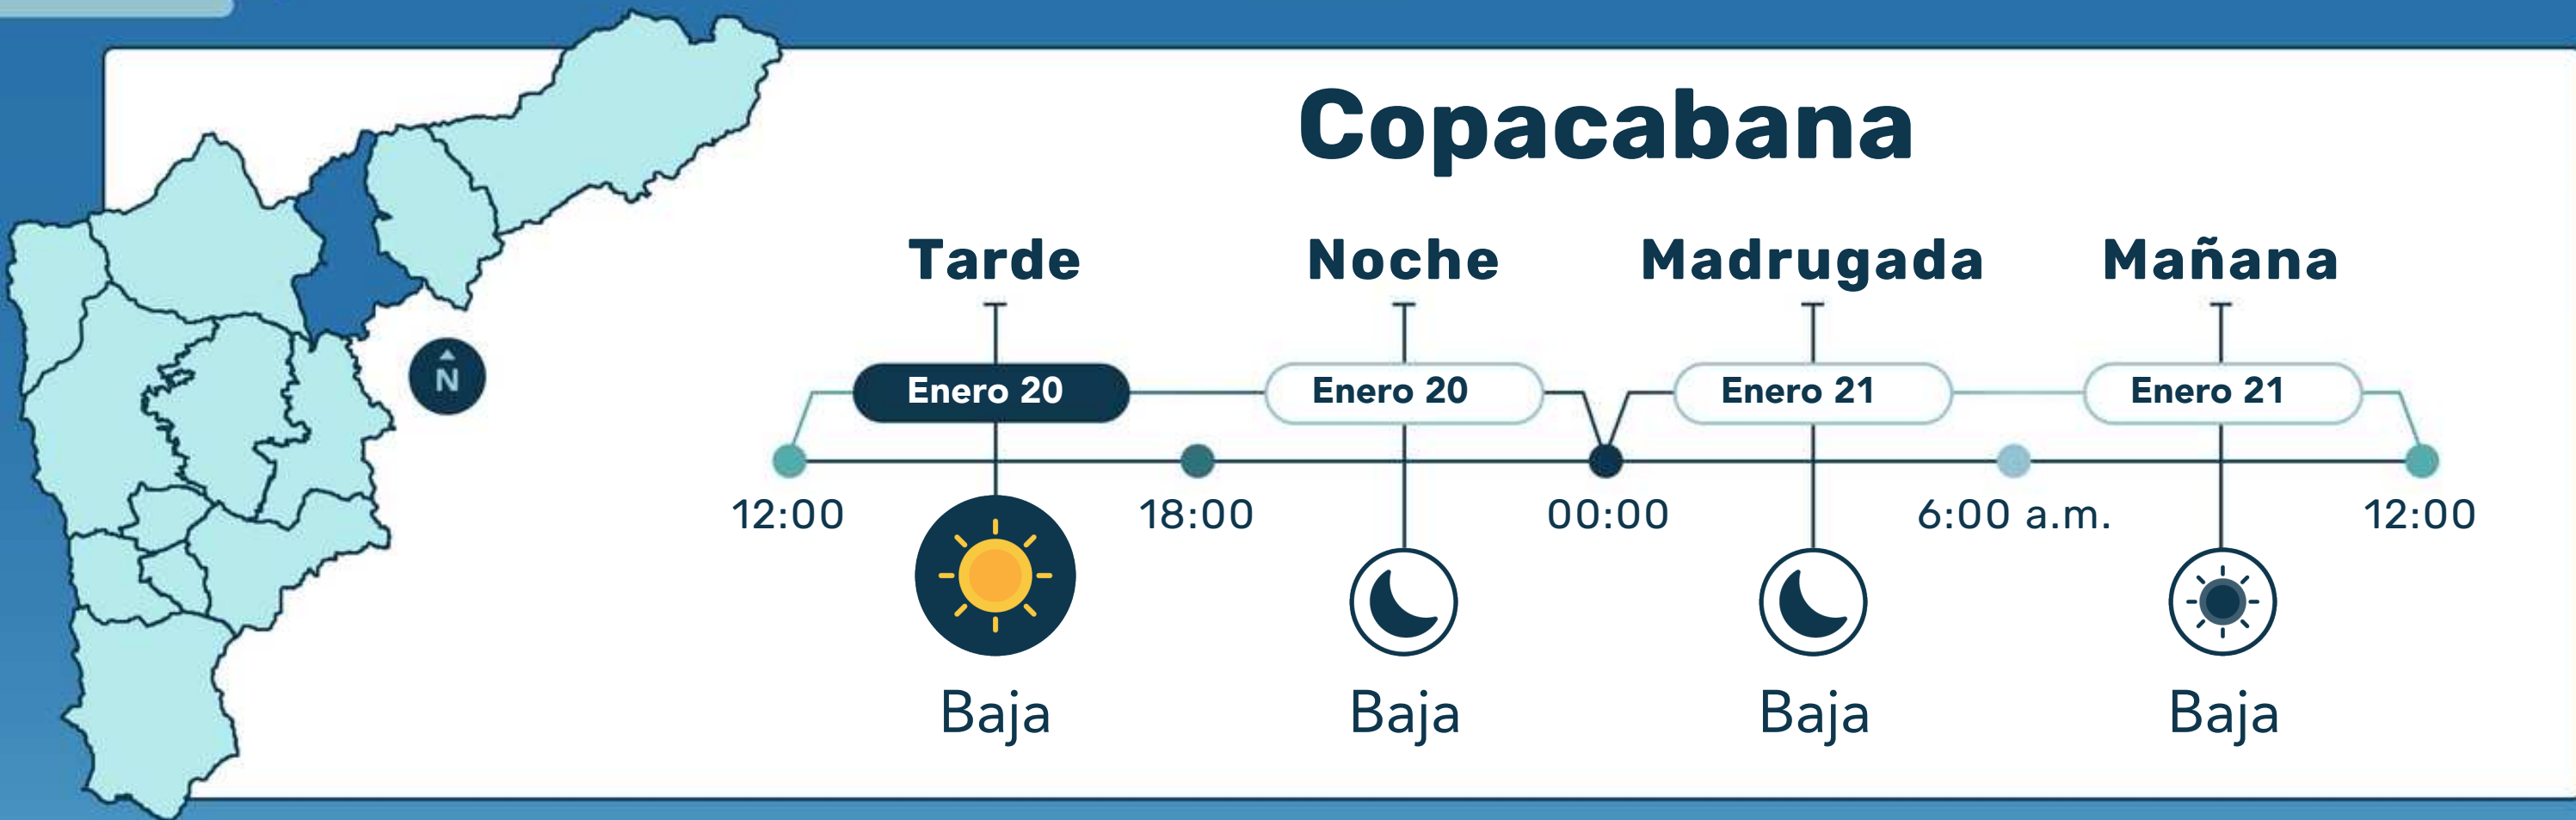 Copacabana
Tarde Noche Madrugada Mañana
Enero 20 Enero 20 Enero 21 Enero 21
N
12:00 18:00 00:00 6:00 a.m. 12:00
Baja Baja Baja Baja